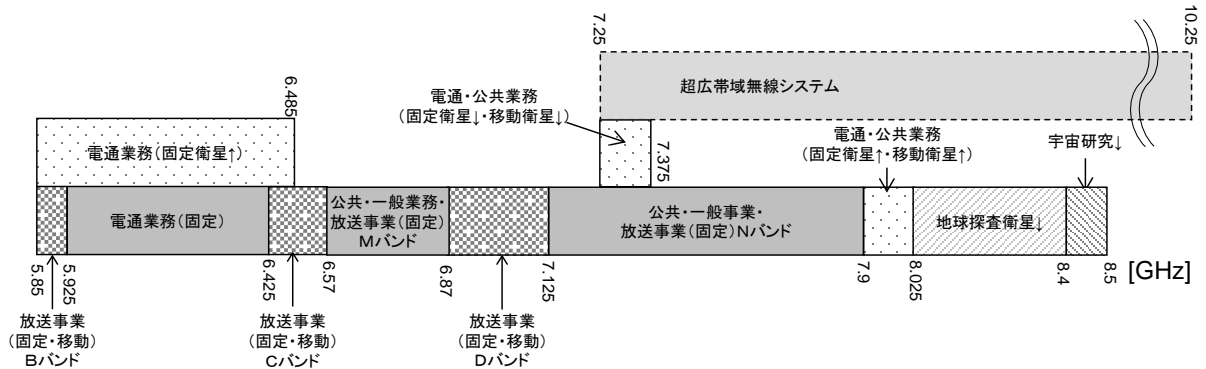 7.25
10.25
超広帯域無線システム
電通・公共業務
(固定衛星↓・移動衛星↓)
6.485
電通業務(固定衛星↑)
7.375
電通・公共業務
(固定衛星↑・移動衛星↑)
宇宙研究↓
電通業務(固定)
公共・一般業務・
放送事業(固定)
Mバンド
公共・一般事業・
放送事業(固定)Nバンド
地球探査衛星↓
5.85
5.925
6.425
6.57
6.87
7.125
7.9
8.025
8.4
8.5
[GHz]
放送事業
(固定・移動)
Bバンド
放送事業
(固定・移動)
Cバンド
放送事業
(固定・移動)
Dバンド